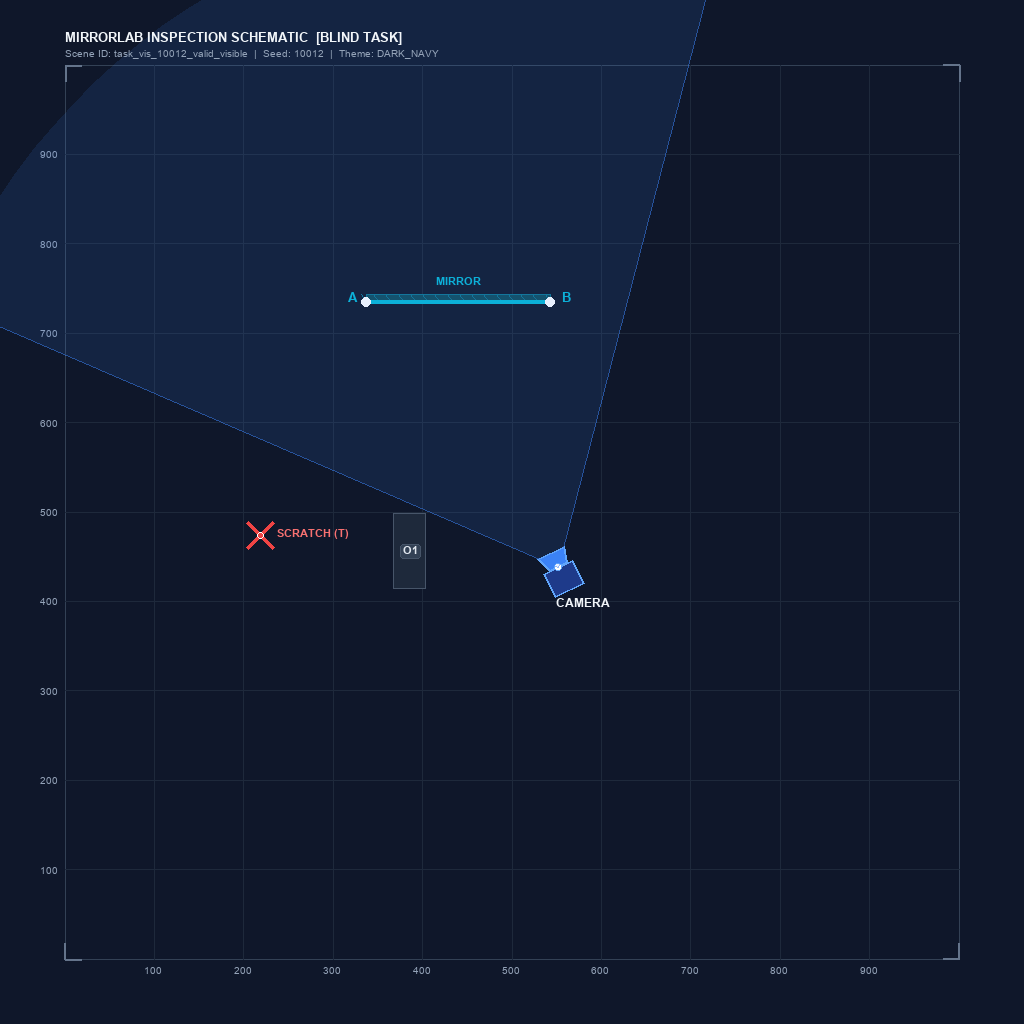 MIRRORLAB INSPECTION SCHEMATIC [BLIND TASK]
Scene ID: task_vis_10012_valid_visible | Seed: 10012 | Theme: DARK_NAVY
900
800
MIRROR
A
B
700
600
500
SCRATCH (T)
O1
CAMERA
400
300
200
100
100 200 300 400 500 600 700 800 900